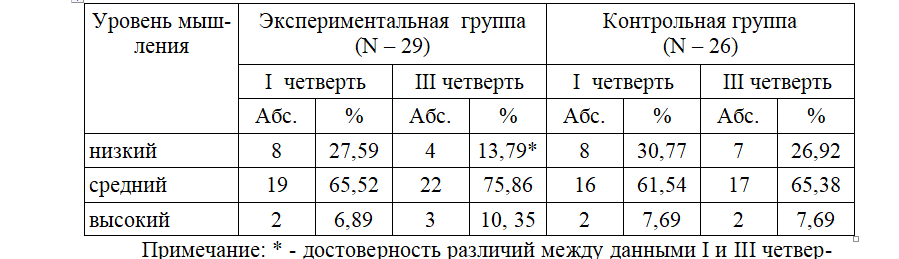 Уровень мыш- Экспериментальная группа Контрольная группа
ления (N – 29) (N – 26)
I четверть III четверть I четверть III четверть
Абс. % Абс. % Абс. % Абс. %
низкий 8 27,59 4 13,79* 8 30,77 7 26,92
средний 19 65,52 22 75,86 16 61,54 17 65,38
высокий 2 6,89 3 10, 35 2 7,69 2 7,69
Примечание: * - достоверность различий между данными I и III четвер-